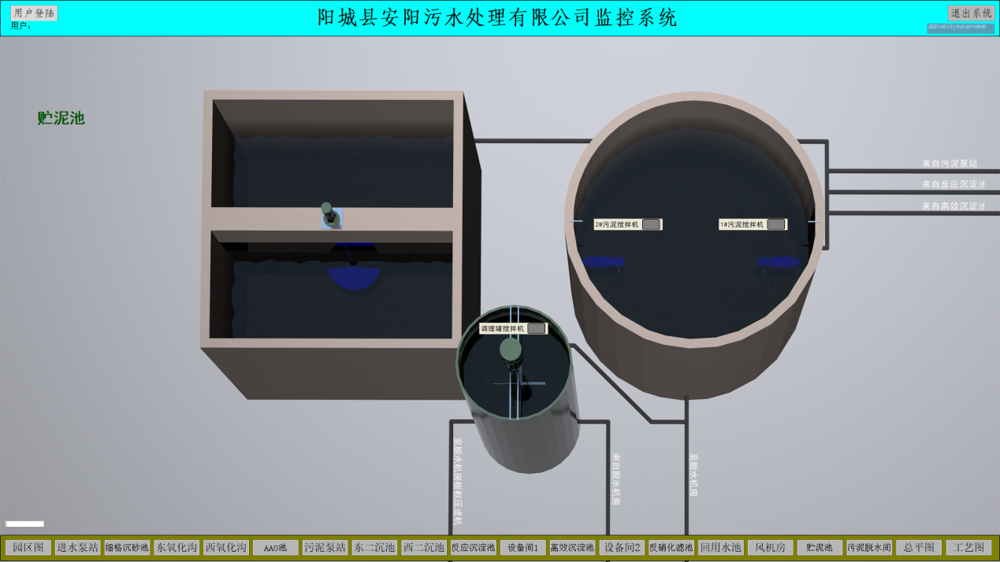 用户登陆
阳城县安阳污水处理有限公司监控系统
退出系统
用户:
贮泥池
来自污泥泵站
来自反应沉淀池
来自高效沉淀池
2#污泥搅拌机
1#污泥搅拌机
调理罐搅拌机
至脱水机房板框压滤机
来自脱水机房
至脱水机房
园区图 进水泵站 细格沉砂池 东氧化沟 西氧化沟 AAO池 污泥泵站 东二沉池 西二沉池 反应沉淀池 设备间1 高效沉淀池 设备间2 反硝化滤池 回用水池 风机房 贮泥池 污泥脱水间 总平图 工艺图